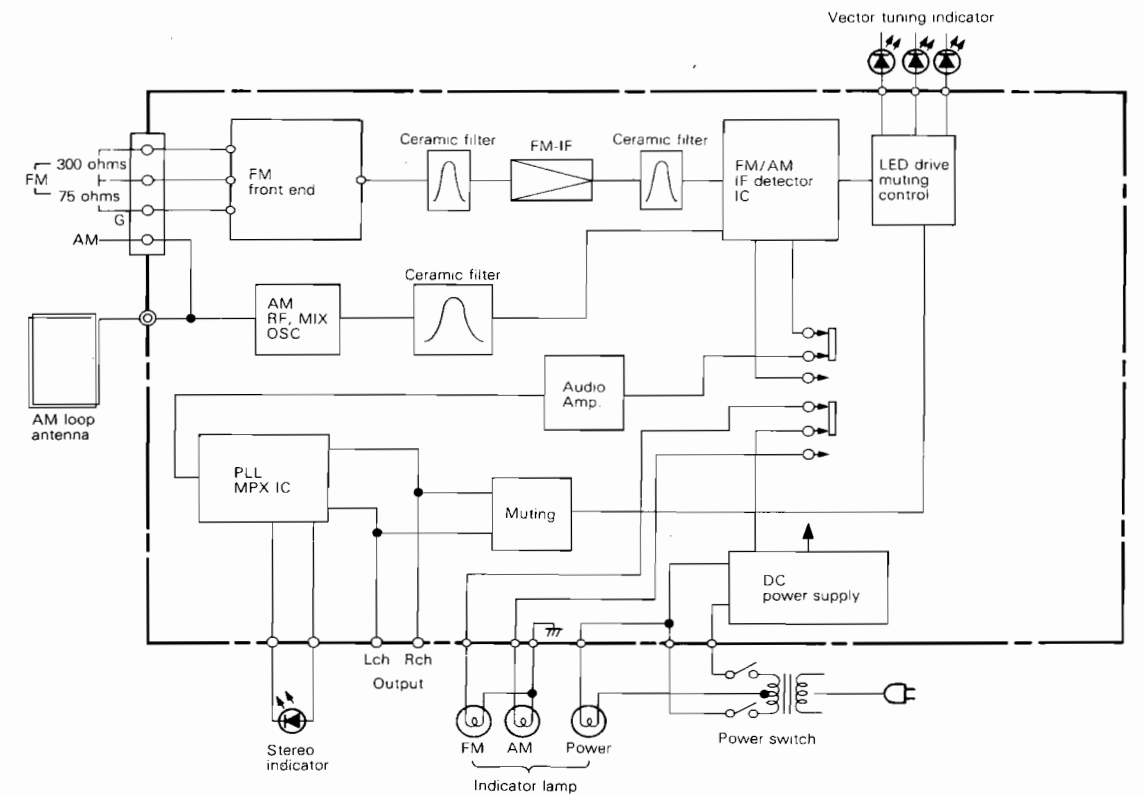 Vector tuning indicator
Ceramic filter
FM-IF
Ceramic filter
300 ohms
FM
75 ohms
G
AM
FM
front end
FM/AM
IF detector
IC
LED drive
muting
control
Ceramic filter
AM
RF, MIX
OSC
AM loop
antenna
Audio
Amp.
PLL
MPX IC
Muting
DC
power supply
Lch Rch
Output
Stereo
indicator
FM AM Power
Indicator lamp
Power switch